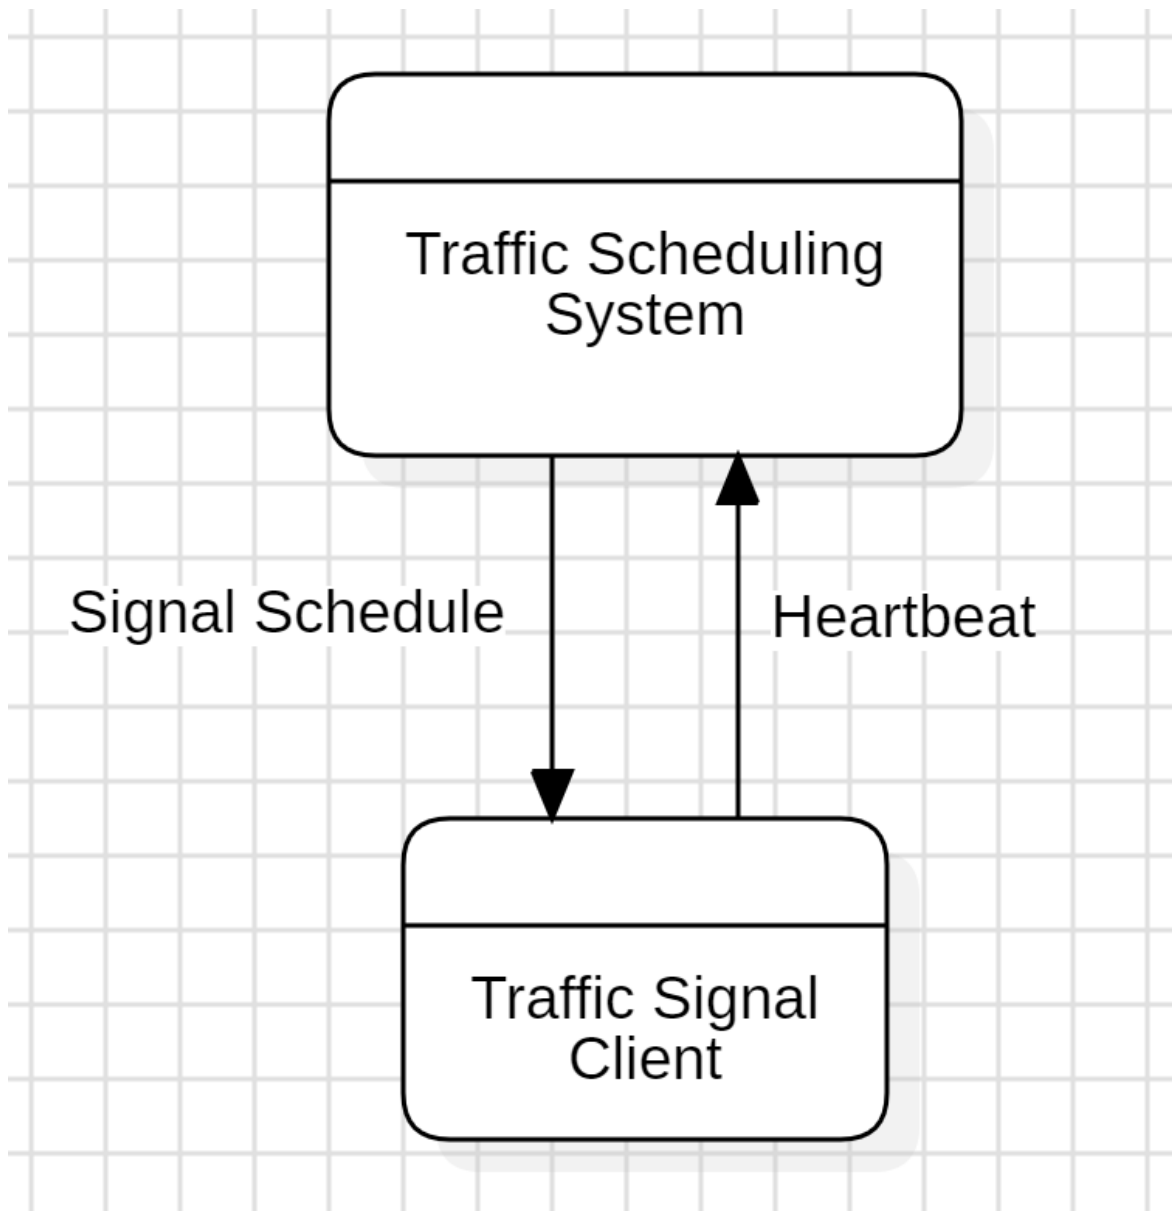 Traffic Scheduling
System
Signal Schedule
Heartbeat
Traffic Signal
Client